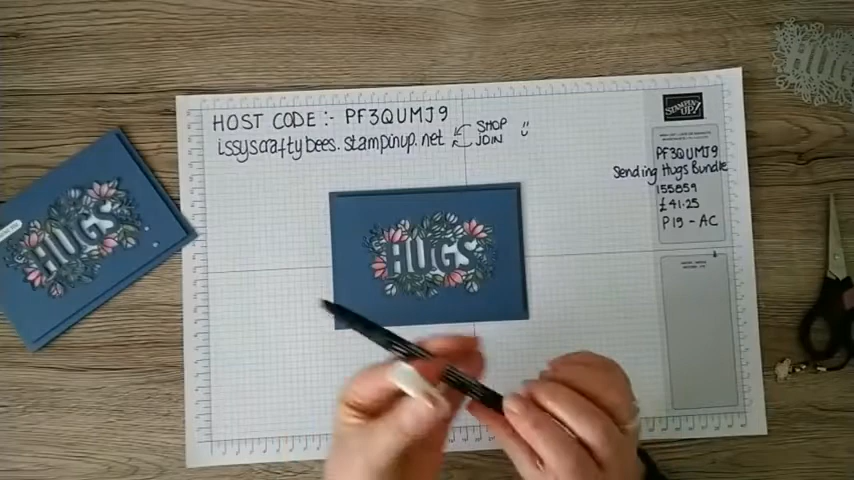 HOST CODE :- PF3QUMJ9
issyscraftybees.stampinup.net
SHOP
JOIN
STAMPIN' UP!
PF3QUMJ9
Sending Hugs Bundle
155859
£41.25
P19 - AC
HUGS
HUGS
HUGS